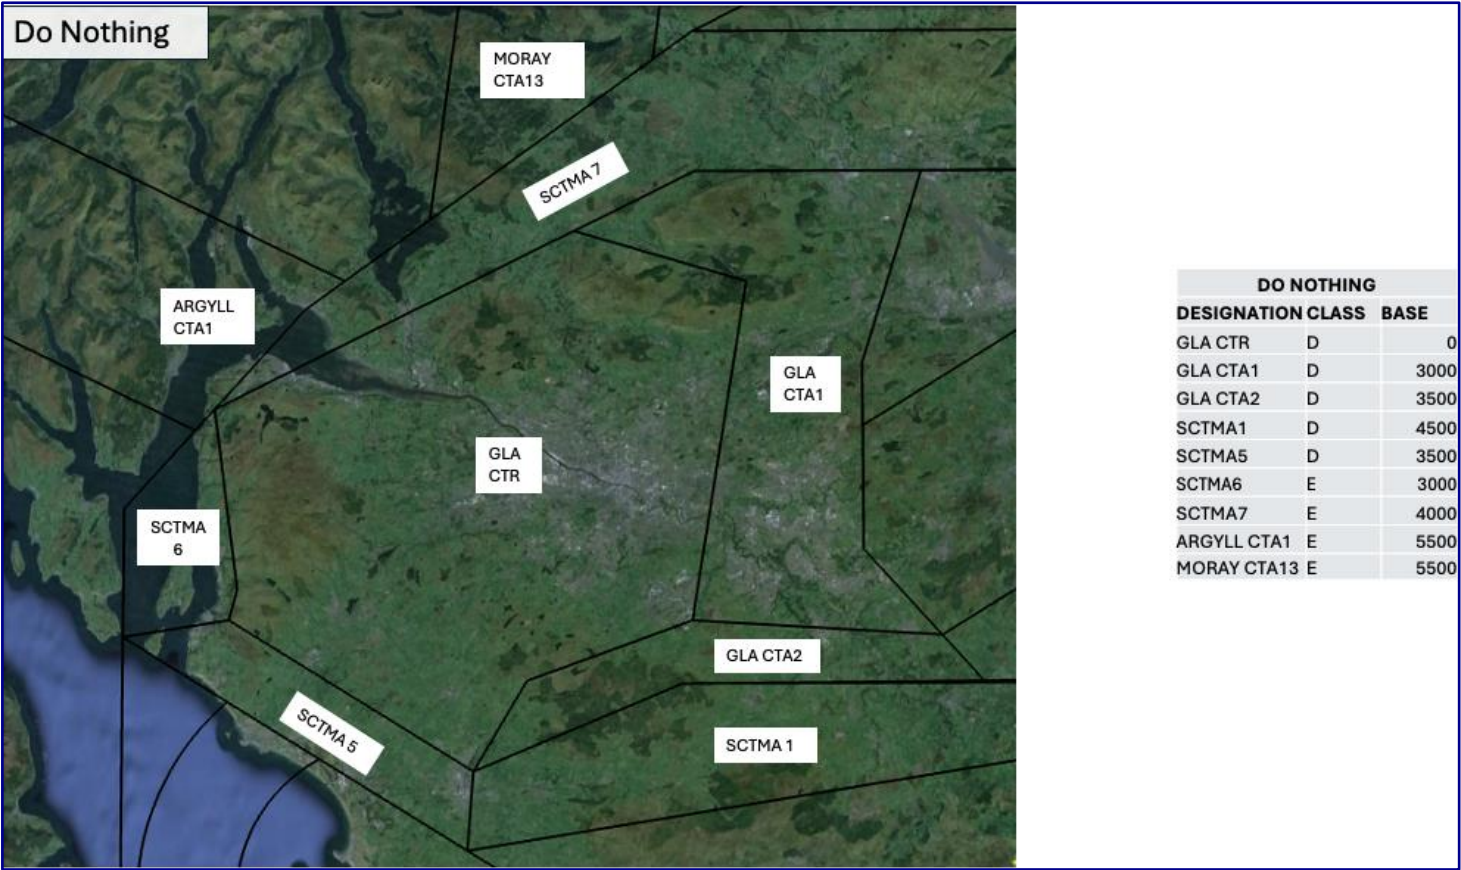 Do Nothing
MORAY
CTA13
SCTMA 7
ARGYLL
CTA1
GLA
CTA1
GLA
CTR
SCTMA
6
GLA CTA2
SCTMA 5
SCTMA 1
DO NOTHING
DESIGNATION CLASS BASE
GLA CTR D 0
GLA CTA1 D 3000
GLA CTA2 D 3500
SCTMA1 D 4500
SCTMA5 D 3500
SCTMA6 E 3000
SCTMA7 E 4000
ARGYLL CTA1 E 5500
MORAY CTA13 E 5500